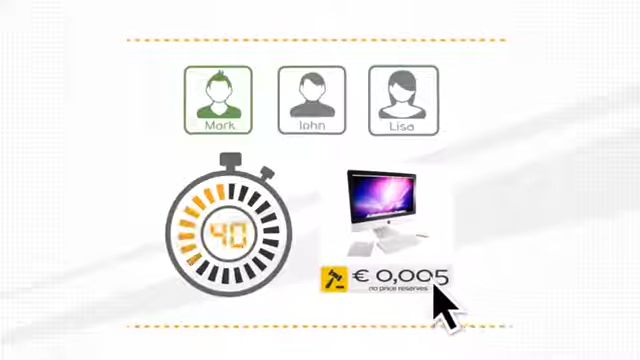 Mark
John
Lisa
40
€ 0,005
no price reserves